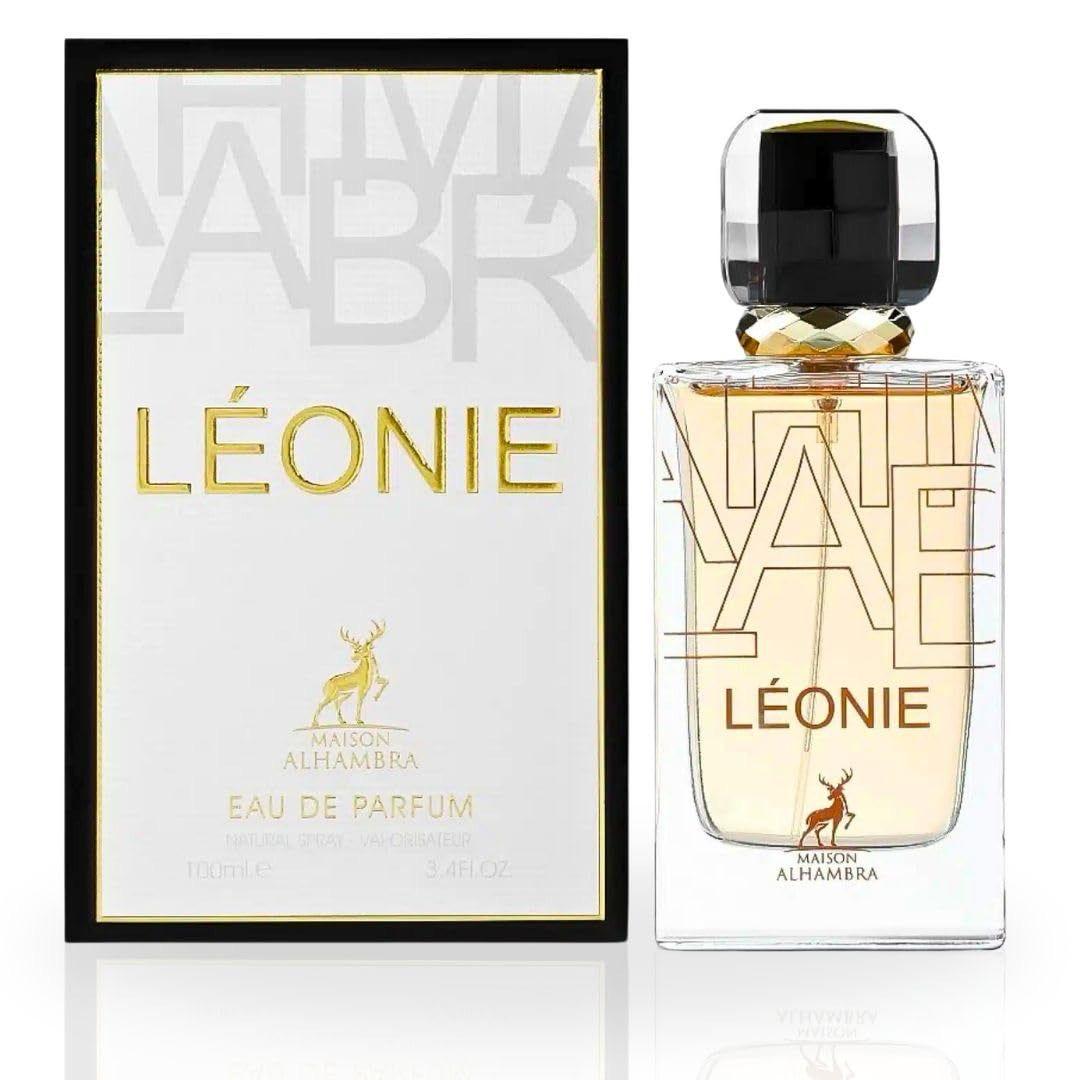 LÉONIE
MAISON
ALHAMBRA
EAU DE PARFUM
NATURAL SPRAY - VAPORISATEUR
100ml.e 3.4FL.OZ.
LÉONIE
MAISON
ALHAMBRA